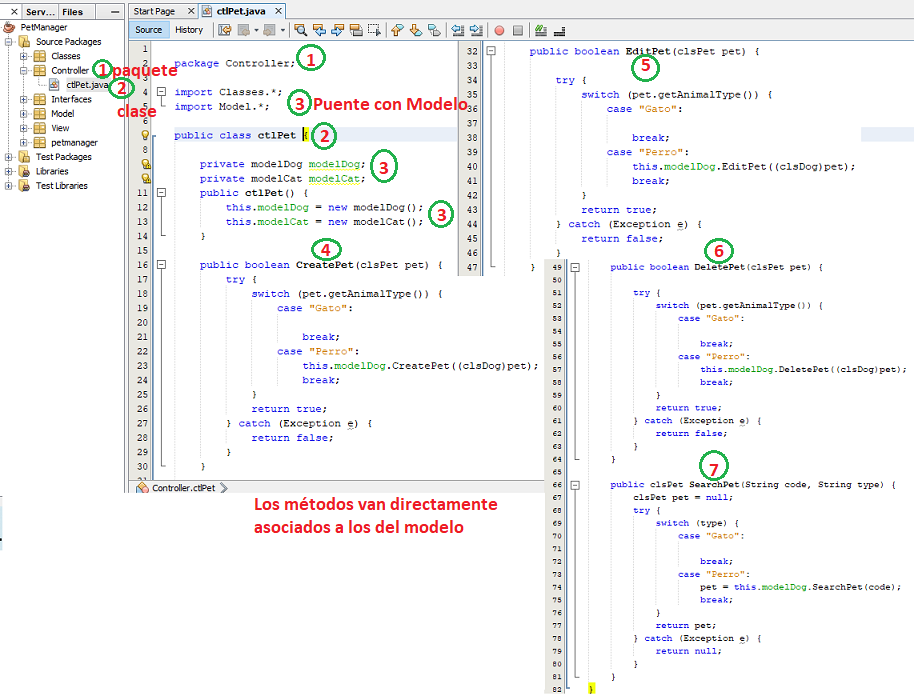 Serv...
Files
PetManager
Source Packages
Classes
Controller
1 paquete
ctlPet.java
2
clase
Interfaces
Model
View
petmanager
Test Packages
Libraries
Test Libraries
Start Page
ctlPet.java
Source
History
1
2 package Controller; 1
3
4 import Classes.*;
5 import Model.*; 3 Puente con Modelo
6
public class ctlPet { 2
8
private modelDog modelDog; 3
private modelCat modelCat;
11 public ctlPet() {
12 this.modelDog = new modelDog(); 3
13 this.modelCat = new modelCat();
14 }
15 4
16 public boolean CreatePet(clsPet pet) {
17 try {
18 switch (pet.getAnimalType()) {
19 case "Gato":
20
21 break;
22 case "Perro":
23 this.modelDog.CreatePet((clsDog)pet);
24 break;
25 }
26 return true;
27 } catch (Exception e) {
28 return false;
29 }
30 }
Controller.ctlPet
Los métodos van directamente
asociados a los del modelo
32 public boolean EditPet(clsPet pet) {
33 5
34 try {
35 switch (pet.getAnimalType()) {
36 case "Gato":
37
38 break;
39 case "Perro":
40 this.modelDog.EditPet((clsDog)pet);
41 break;
42 }
43 return true;
44 } catch (Exception e) {
45 return false;
46 }
47 }
6
49 public boolean DeletePet(clsPet pet) {
50
51 try {
52 switch (pet.getAnimalType()) {
53 case "Gato":
54
55 break;
56 case "Perro":
57 this.modelDog.DeletePet((clsDog)pet);
58 break;
59 }
60 return true;
61 } catch (Exception e) {
62 return false;
63 }
64 }
65 7
66 public clsPet SearchPet(String code, String type) {
67 clsPet pet = null;
68 try {
69 switch (type) {
70 case "Gato":
71
72 break;
73 case "Perro":
74 pet = this.modelDog.SearchPet(code);
75 break;
76 }
77 return pet;
78 } catch (Exception e) {
79 return null;
80 }
81 }
82 }